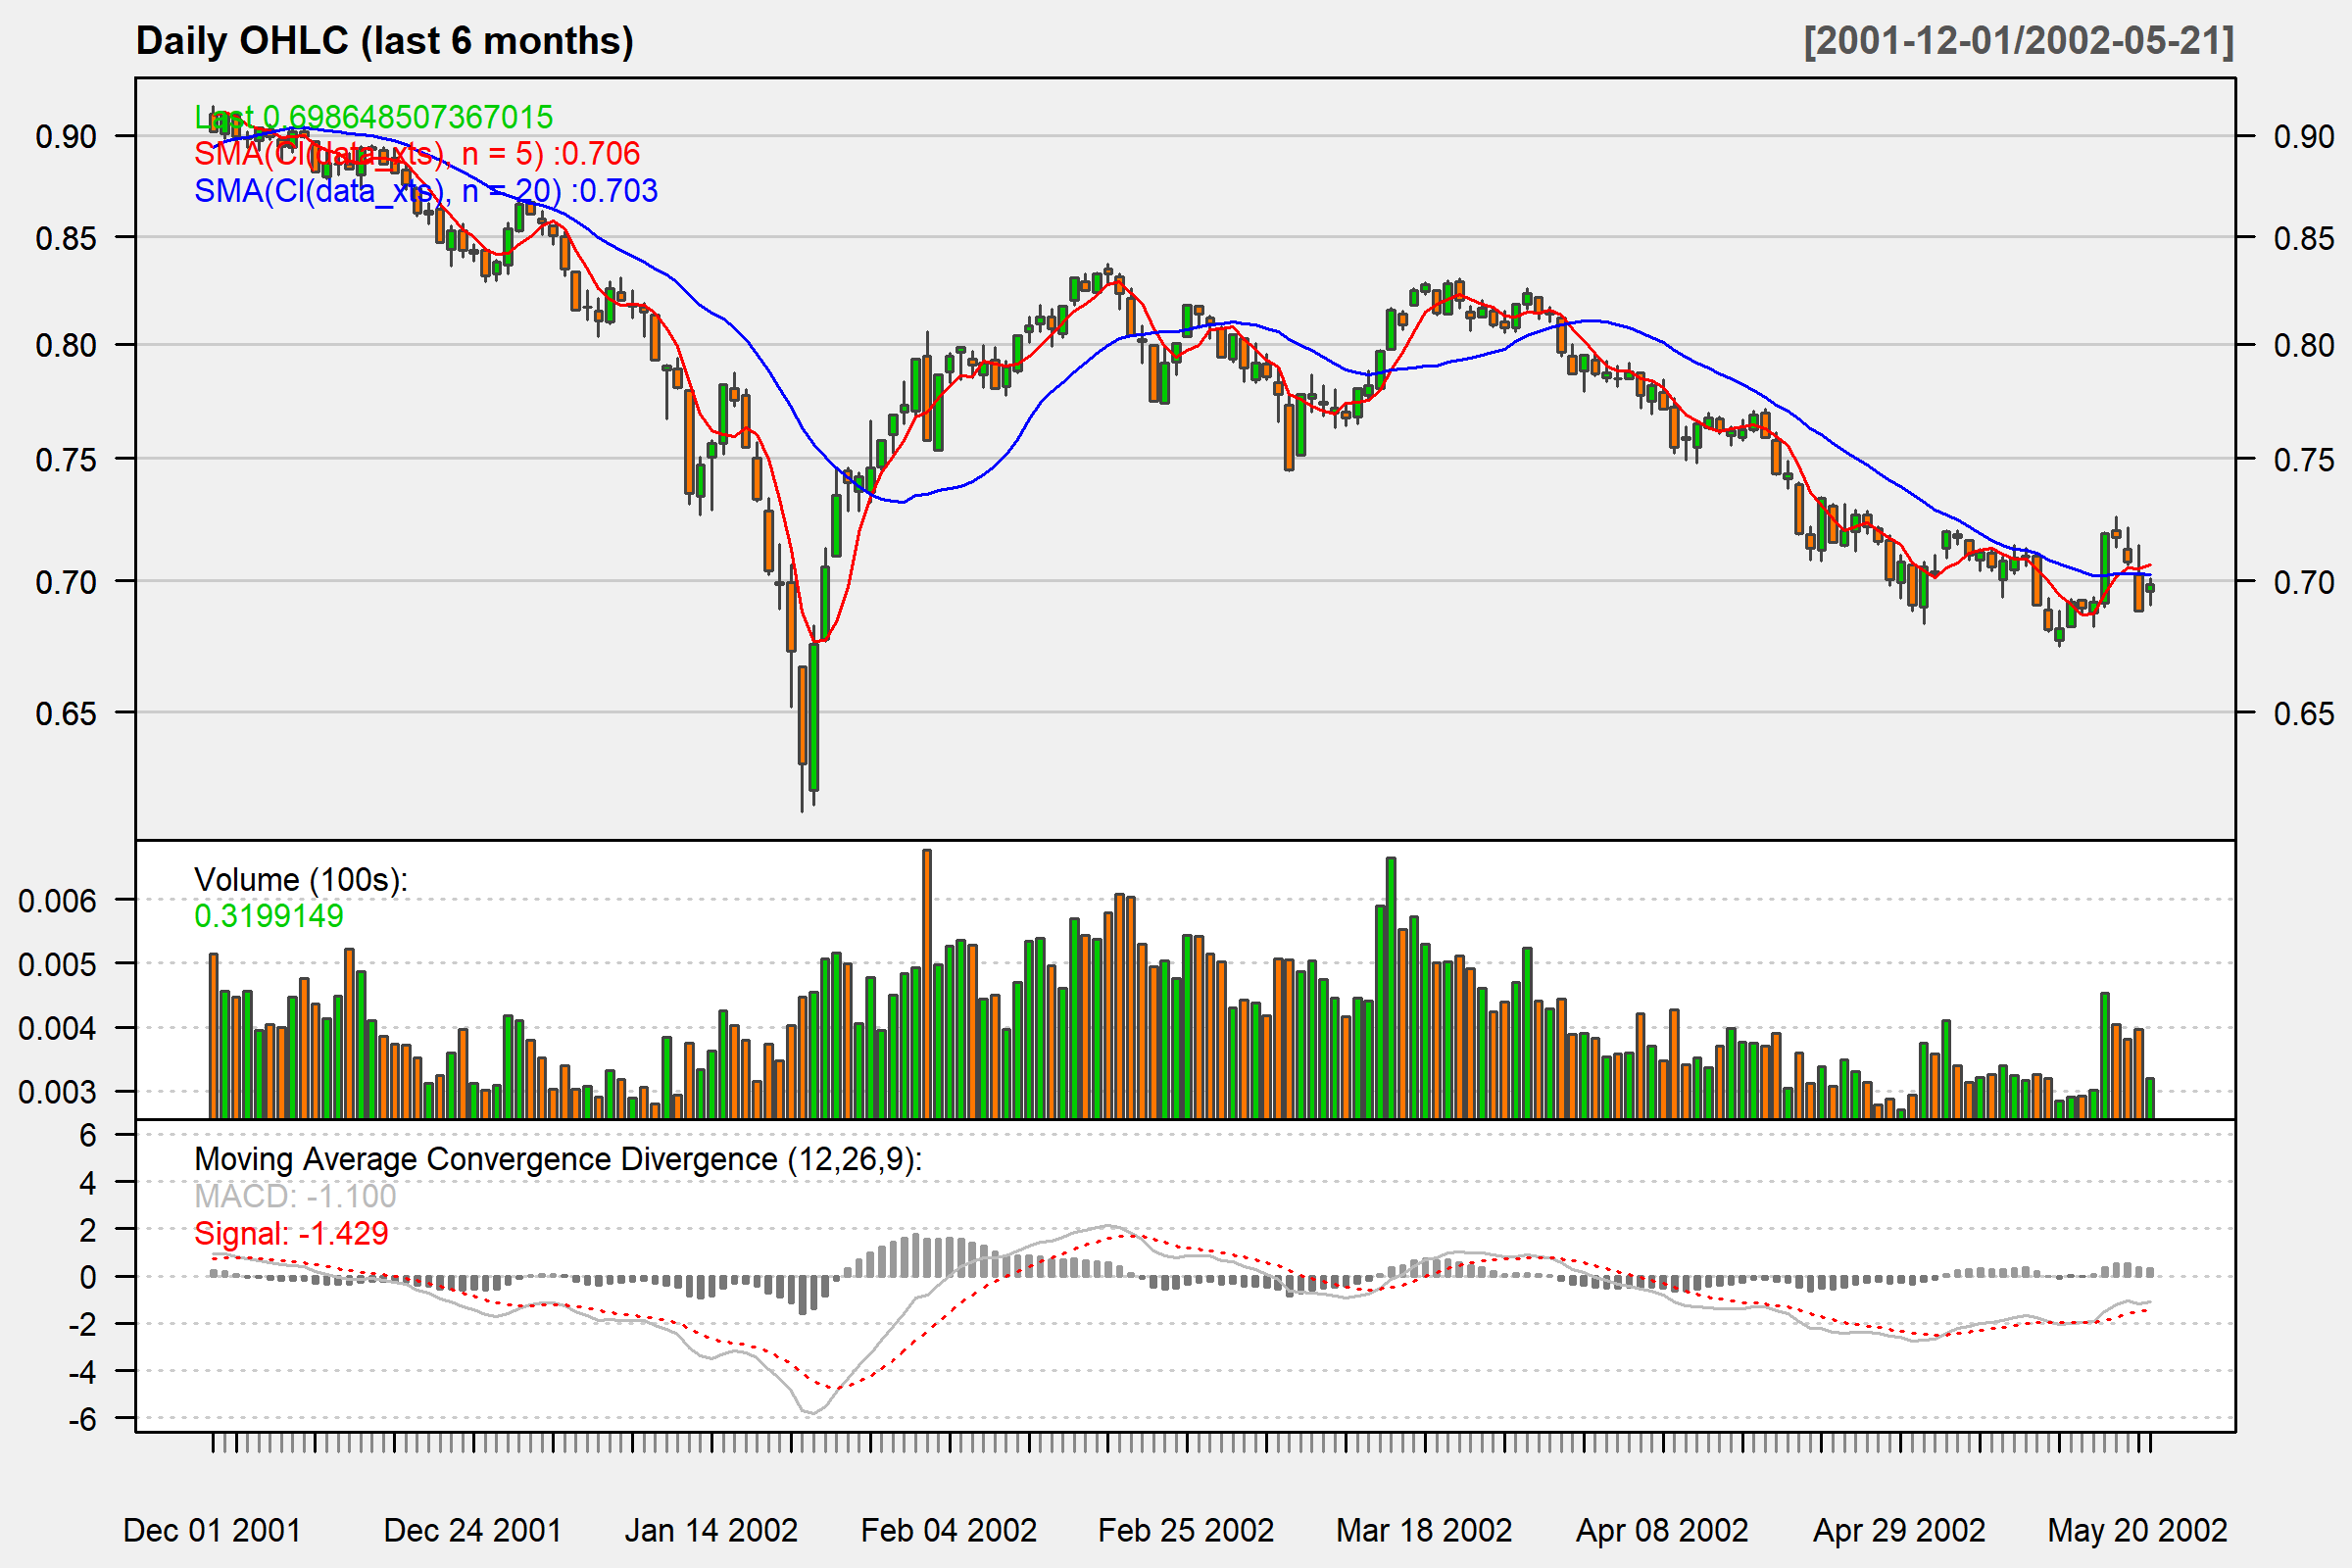 Daily OHLC (last 6 months) [2001-12-01/2002-05-21]
Last 0.698648507367015
SMA(Cl(data_xts), n = 5) :0.706
SMA(Cl(data_xts), n = 20) :0.703
0.90 0.90
0.85 0.85
0.80 0.80
0.75 0.75
0.70 0.70
0.65 0.65
Volume (100s):
0.3199149
0.006
0.005
0.004
0.003
Moving Average Convergence Divergence (12,26,9):
MACD: -1.100
Signal: -1.429
6
4
2
0
-2
-4
-6
Dec 01 2001 Dec 24 2001 Jan 14 2002 Feb 04 2002 Feb 25 2002 Mar 18 2002 Apr 08 2002 Apr 29 2002 May 20 2002